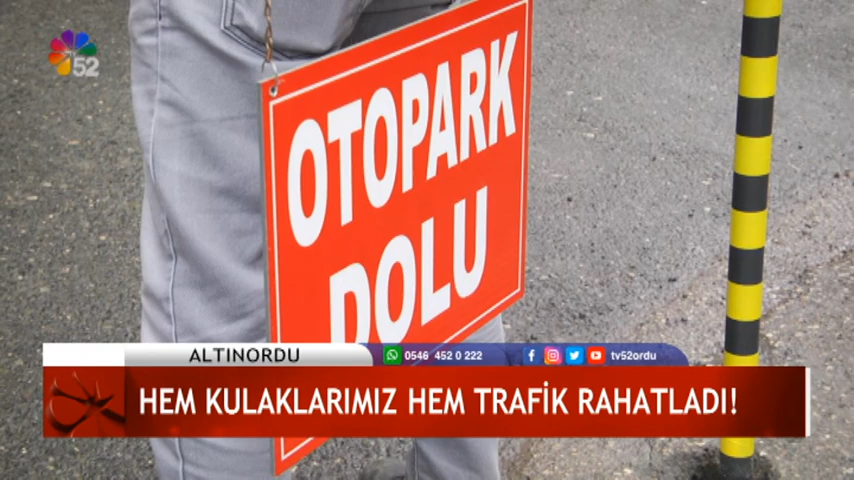 52
OTOPARK
DOLU
ALTINORDU
0546 452 0 222
tv52ordu
HEM KULAKLARIMIZ HEM TRAFİK RAHATLADI!